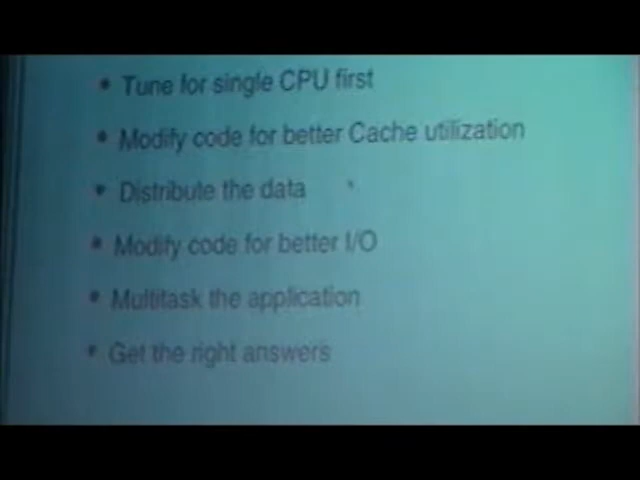 • Tune for single CPU first
• Modify code for better Cache utilization
• Distribute the data
• Modify code for better I/O
• Multitask the application
• Get the right answers